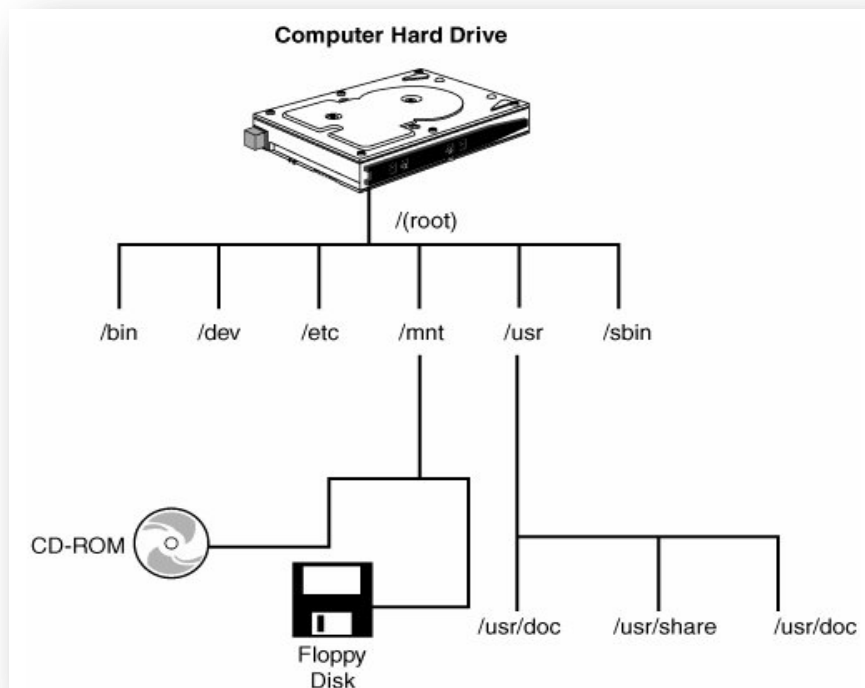 Computer Hard Drive
/(root)
/bin /dev /etc /mnt /usr /sbin
CD-ROM
/usr/doc /usr/share /usr/doc
Floppy
Disk